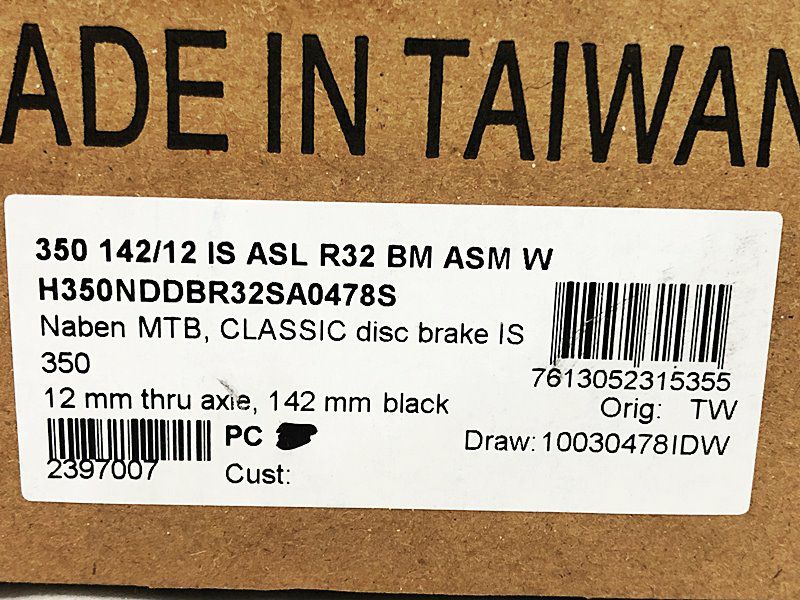 ADE IN TAIWAN
350 142/12 IS ASL R32 BM ASM W
H350NDDBR32SA0478S
Naben MTB, CLASSIC disc brake IS
350
7613052315355
12 mm thru axle, 142 mm black
Orig: TW
PC
Draw: 10030478IDW
2397007
Cust: